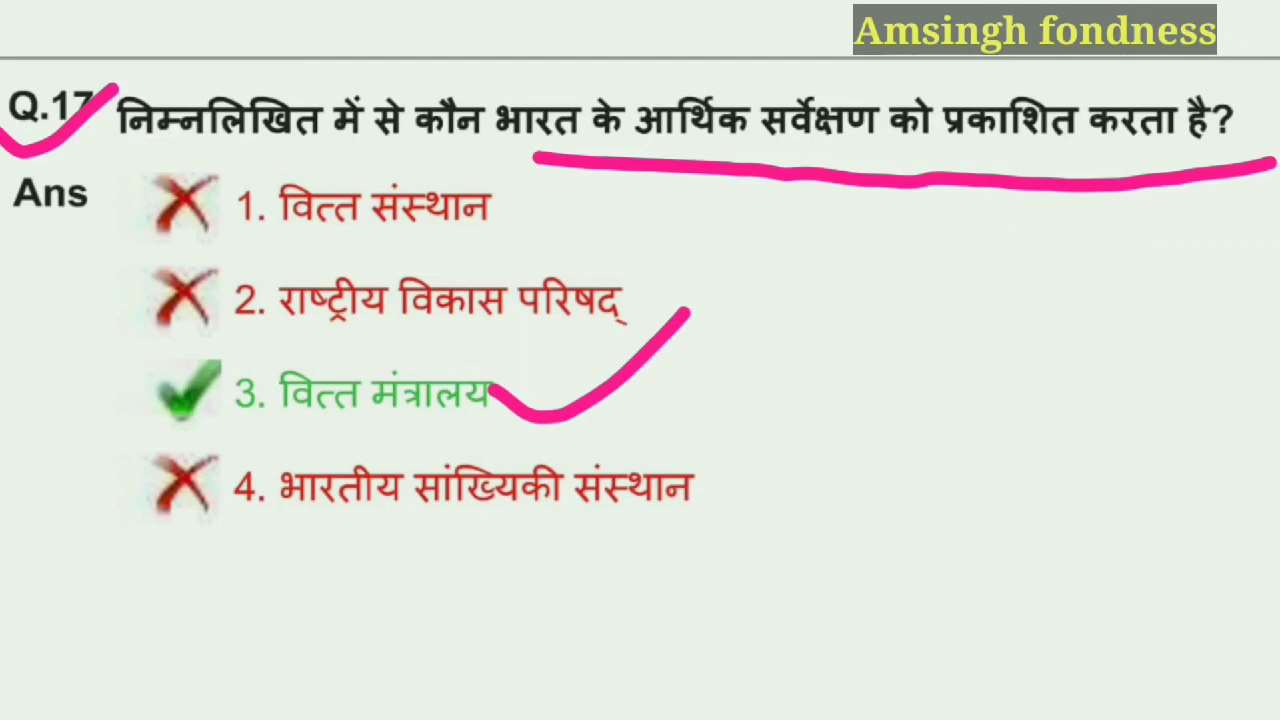 Amsingh fondness
Q.17 निम्नलिखित में से कौन भारत के आर्थिक सर्वेक्षण को प्रकाशित करता है?
Ans 1. वित्त संस्थान
2. राष्ट्रीय विकास परिषद्
3. वित्त मंत्रालय
4. भारतीय सांख्यिकी संस्थान